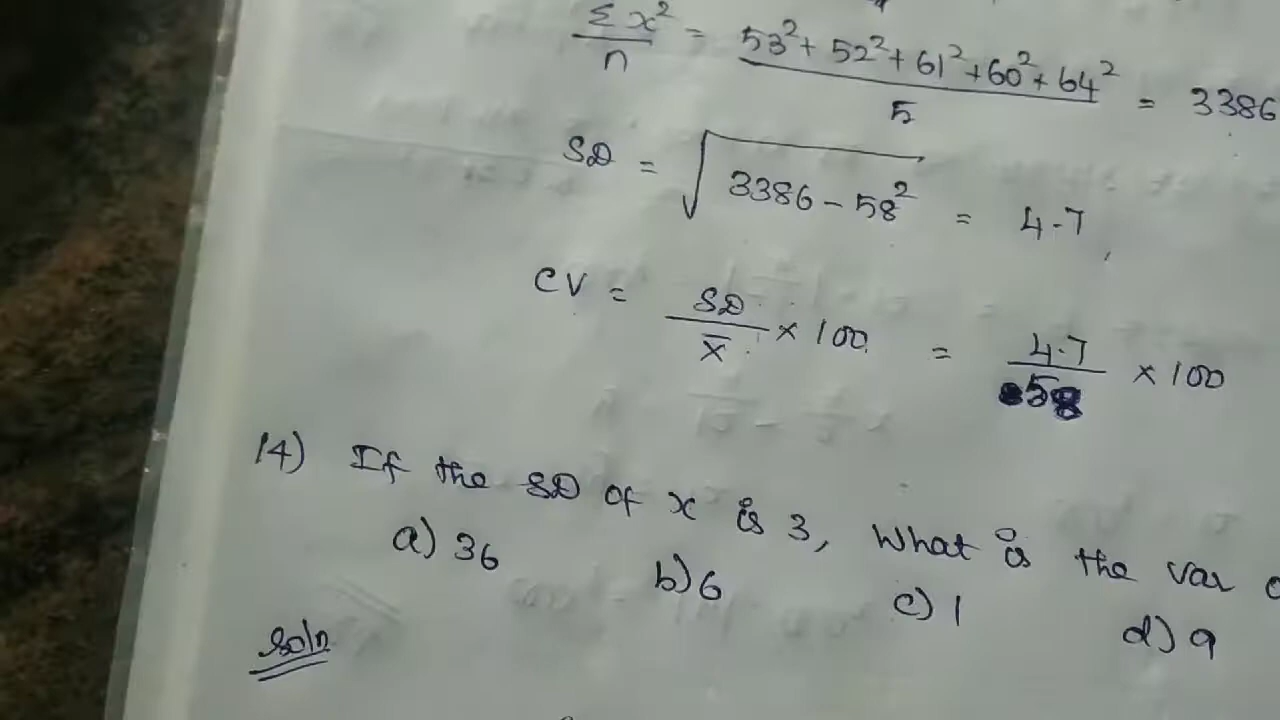 Σx²/n = (53² + 52² + 61² + 60² + 64²)/5 = 3386
SD = √(3386 - 58²) = 4.7
CV = SD/x̄ × 100 = 4.7/58 × 100
14) If the SD of x is 3, What is the var
a) 36 b) 6 c) 1 d) 9
Soln